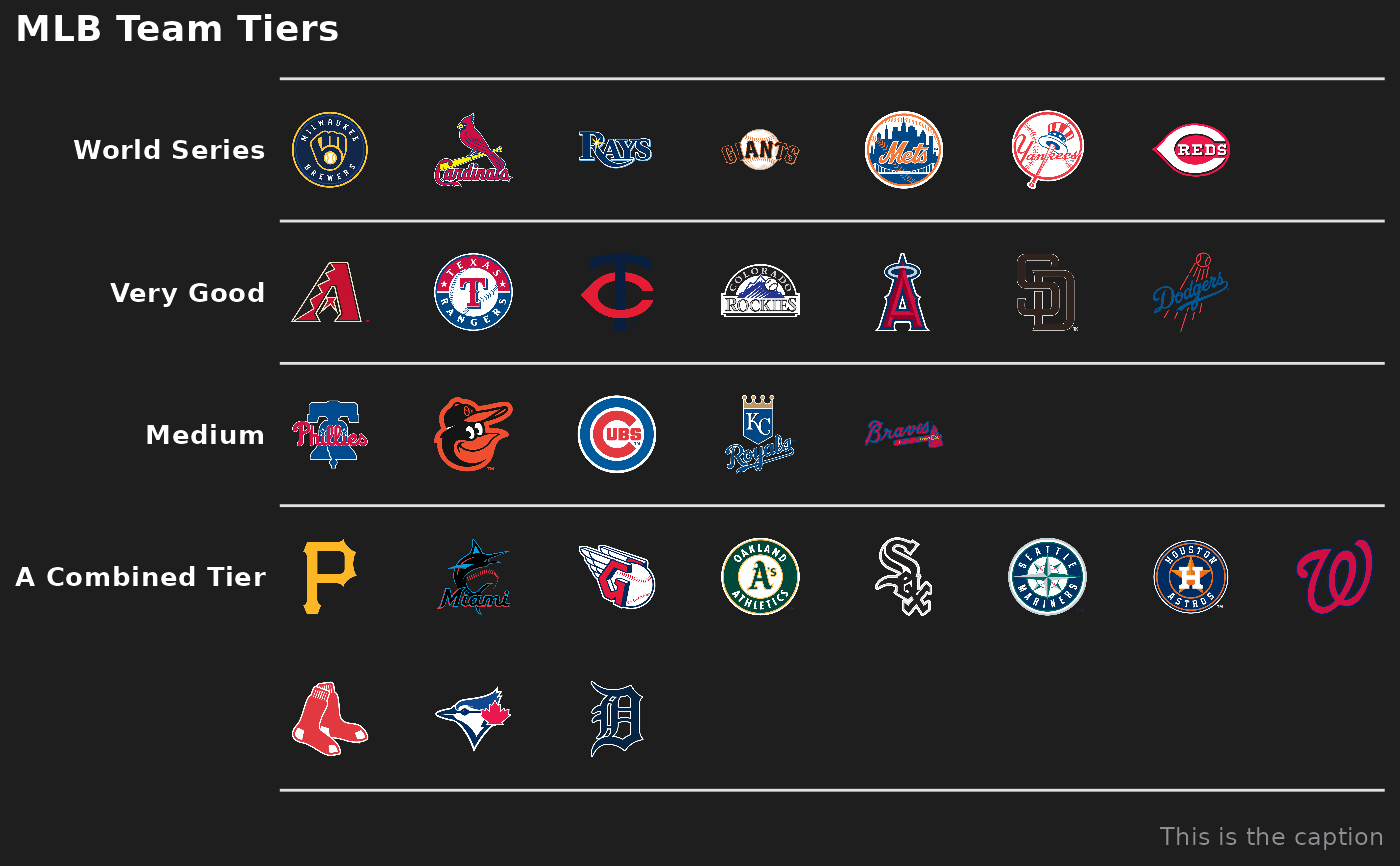 MLB Team Tiers
World Series
MILWAUKEE
BREWERS
Cardinals
RAYS
GIANTS
Mets
Yankees
REDS
Very Good
TEXAS
T
RANGERS
TC
COLORADO
ROCKIES
A
SD
Dodgers
Medium
Phillies
CUBS
KC
Royals
Braves
A Combined Tier
P
Miami
G
OAKLAND
A's
ATHLETICS
Sox
SEATTLE
MARINERS
HOUSTON
H
ASTROS
W
D
This is the caption